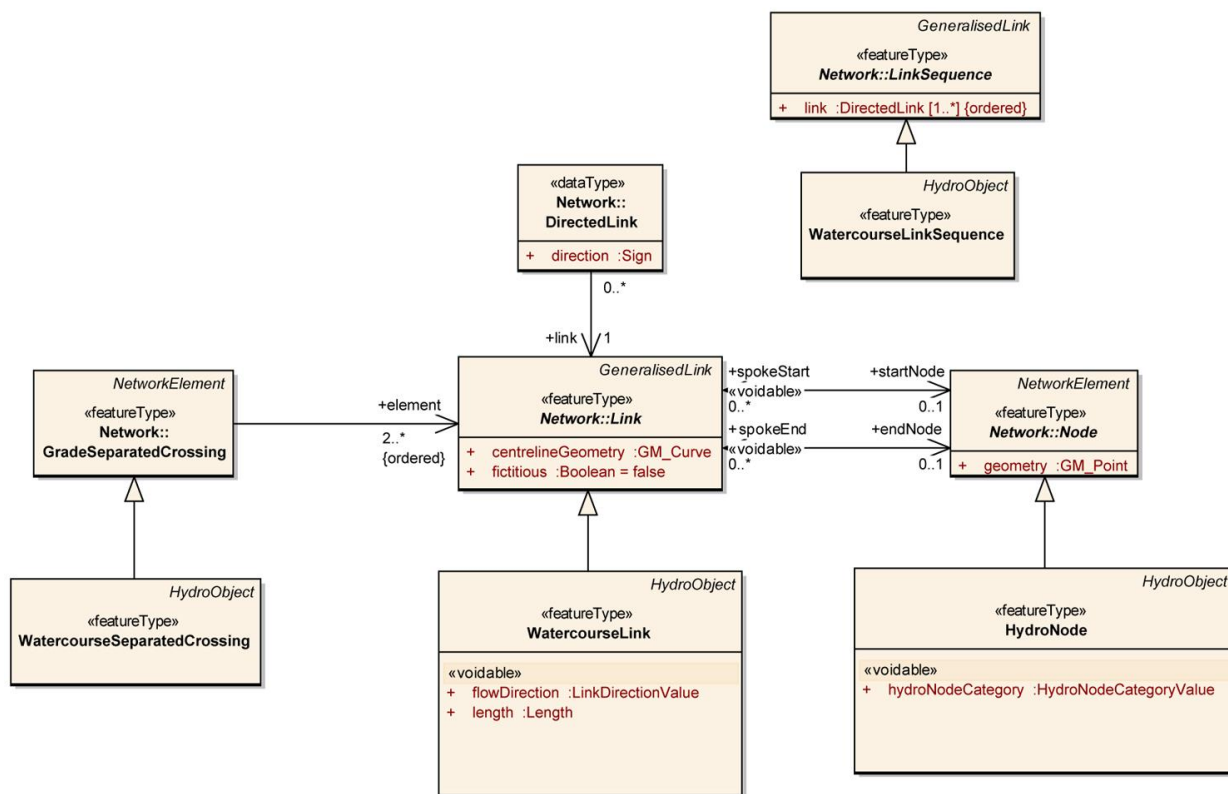 GeneralisedLink
«featureType»
Network::LinkSequence
+ link :DirectedLink [1..*] {ordered}
HydroObject
«featureType»
WatercourseLinkSequence
«dataType»
Network::
DirectedLink
+ direction :Sign
0..*
+link 1
NetworkElement
«featureType»
Network::
GradeSeparatedCrossing
+element
2..*
{ordered}
GeneralisedLink
«featureType»
Network::Link
+ centrelineGeometry :GM_Curve
+ fictitious :Boolean = false
+spokeStart +startNode
«voidable»
0..* 0..1
+spokeEnd +endNode
«voidable»
0..* 0..1
NetworkElement
«featureType»
Network::Node
+ geometry :GM_Point
HydroObject
«featureType»
WatercourseSeparatedCrossing
HydroObject
«featureType»
WatercourseLink
«voidable»
+ flowDirection :LinkDirectionValue
+ length :Length
HydroObject
«featureType»
HydroNode
«voidable»
+ hydroNodeCategory :HydroNodeCategoryValue